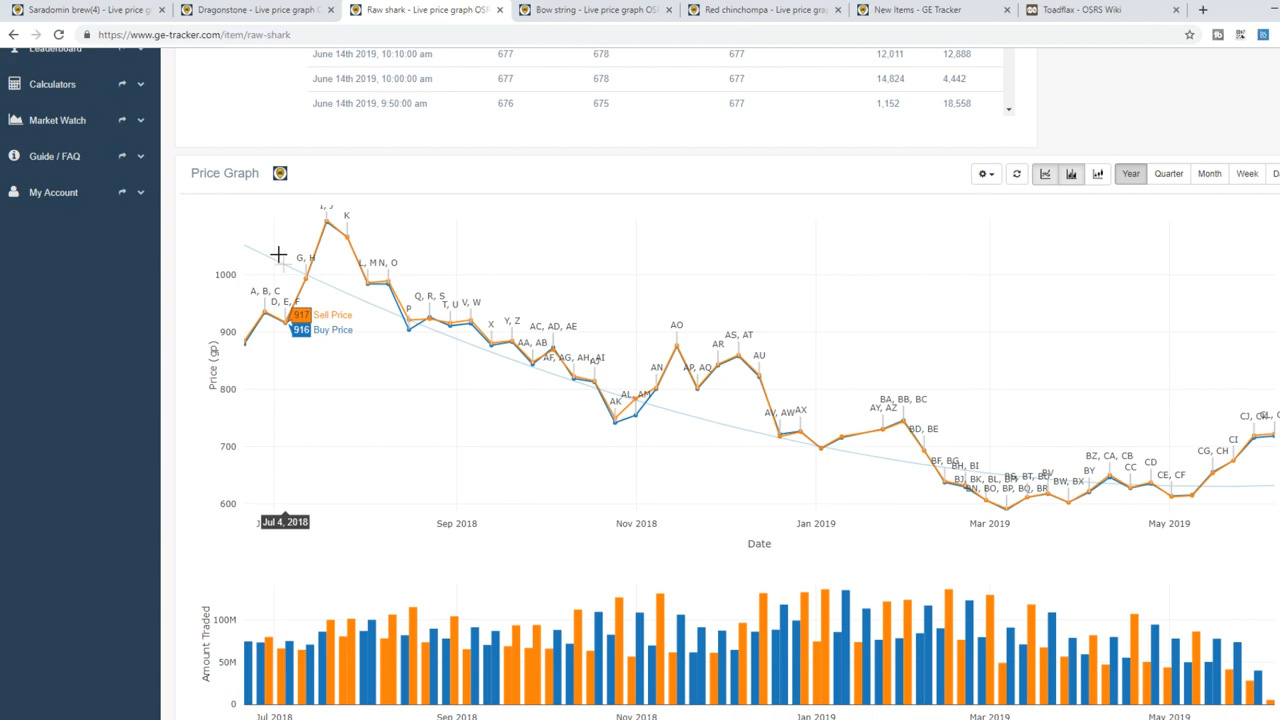 Saradomin brew(4) - Live price g
Dragonstone - Live price graph O
Raw shark - Live price graph OSR
Bow string - Live price graph OS
Red chinchompa - Live price gra
New Items - GE Tracker
Toadflax - OSRS Wiki
https://www.ge-tracker.com/item/raw-shark
Leaderboard
Calculators
Market Watch
Guide / FAQ
My Account
June 14th 2019, 10:10:00 am 677 678 677 12,011 12,888
June 14th 2019, 10:00:00 am 677 678 677 14,824 4,442
June 14th 2019, 9:50:00 am 676 675 677 1,152 18,558
Price Graph
Year Quarter Month Week
I, J
K
G, H
L, M N, O
A, B, C
D, E, F
P
Q, R, S
T, U V, W
X
Y, Z
AA, AB
AC, AD, AE
AF, AG, AH, AI
AJ
AK
AL, AM
AN
AO
AP, AQ
AR
AS, AT
AU
AV, AW AX
AY, AZ
BA, BB, BC
BD, BE
BF, BG
BH, BI
BV
BW, BX
BY
BZ, CA, CB
CC
CD
CE, CF
CG, CH
CI
917 Sell Price
916 Buy Price
1000
900
800
700
600
Price (gp)
Jul 4, 2018
Sep 2018
Nov 2018
Jan 2019
Mar 2019
May 2019
Date
100M
50M
0
Amount Traded
Jul 2018
Sep 2018
Nov 2018
Jan 2019
Mar 2019
May 2019